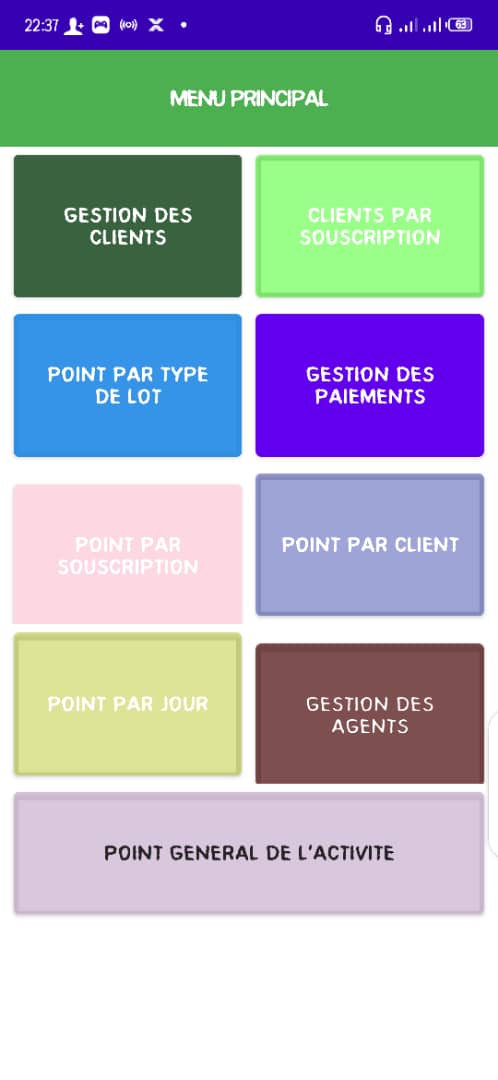 22:37
63
MENU PRINCIPAL
GESTION DES
CLIENTS
CLIENTS PAR
SOUSCRIPTION
POINT PAR TYPE
DE LOT
GESTION DES
PAIEMENTS
POINT PAR
SOUSCRIPTION
POINT PAR CLIENT
POINT PAR JOUR
GESTION DES
AGENTS
POINT GENERAL DE L'ACTIVITE